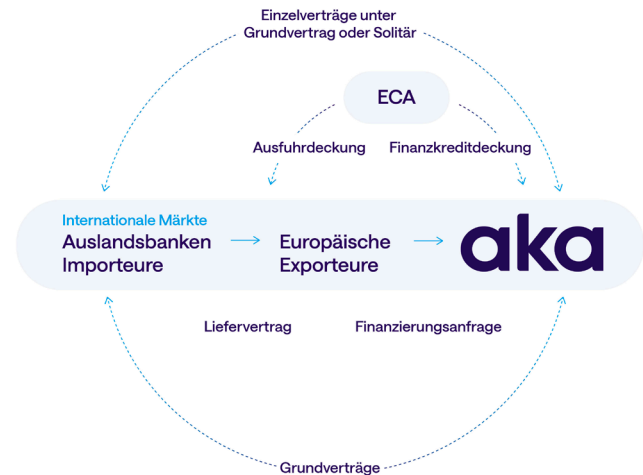 Einzelverträge unter
Grundvertrag oder Solitär
ECA
Ausfuhrdeckung
Finanzkreditdeckung
Internationale Märkte
Auslandsbanken
Importeure
Europäische
Exporteure
aka
Liefervertrag
Finanzierungsanfrage
Grundverträge